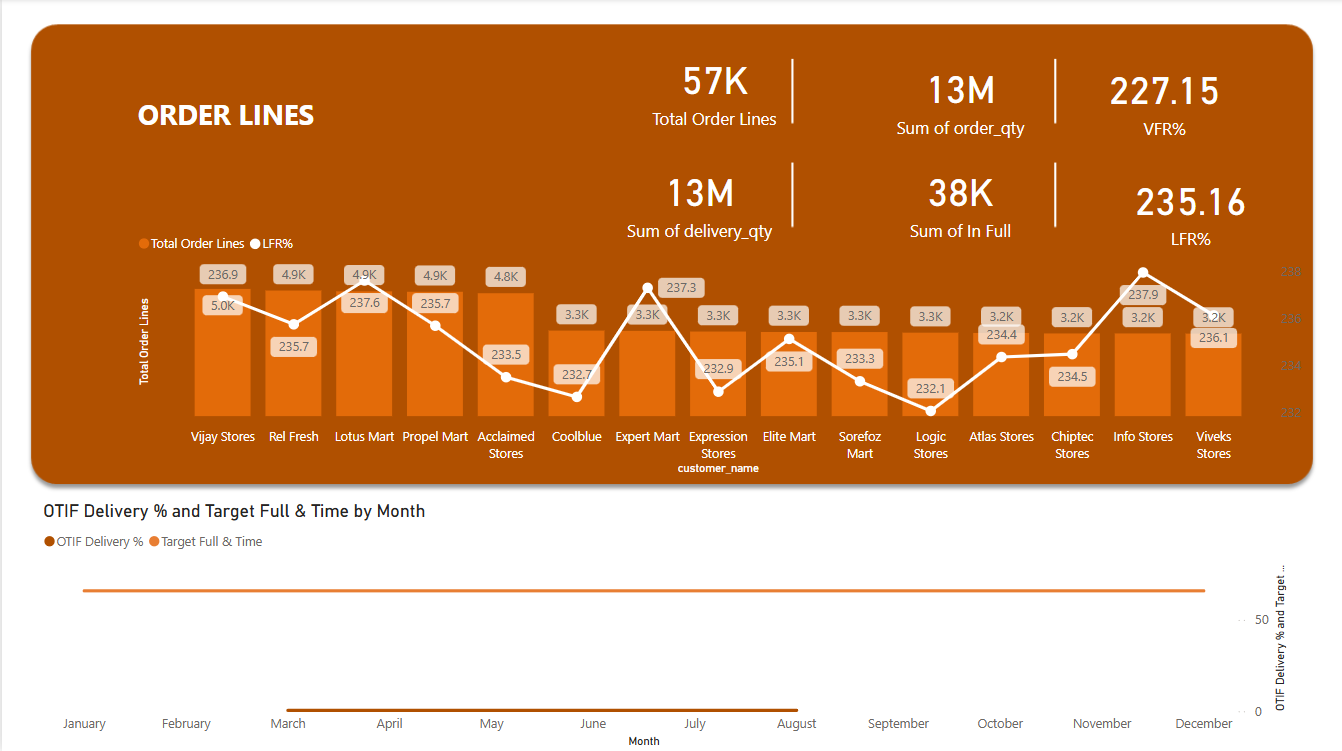 ORDER LINES
57K
Total Order Lines
13M
Sum of order_qty
227.15
VFR%
13M
Sum of delivery_qty
38K
Sum of In Full
235.16
LFR%
Total Order Lines LFR%
236.9 4.9K 4.9K 4.9K 4.8K 3.3K 237.3 3.3K 3.3K 3.3K 3.3K 3.2K 3.2K 237.9 3.2K
5.0K 235.7 237.6 235.7 233.5 232.7 3.3K 232.9 235.1 233.3 232.1 234.4 234.5 3.2K 236.1
238
236
234
232
Total Order Lines
Vijay Stores Rel Fresh Lotus Mart Propel Mart Acclaimed Coolblue Expert Mart Expression Elite Mart Sorefoz Logic Atlas Stores Chiptec Info Stores Viveks
Stores Stores Mart Stores Stores Stores
customer_name
OTIF Delivery % and Target Full & Time by Month
OTIF Delivery % Target Full & Time
50
0
OTIF Delivery % and Target ...
January February March April May June July August September October November December
Month